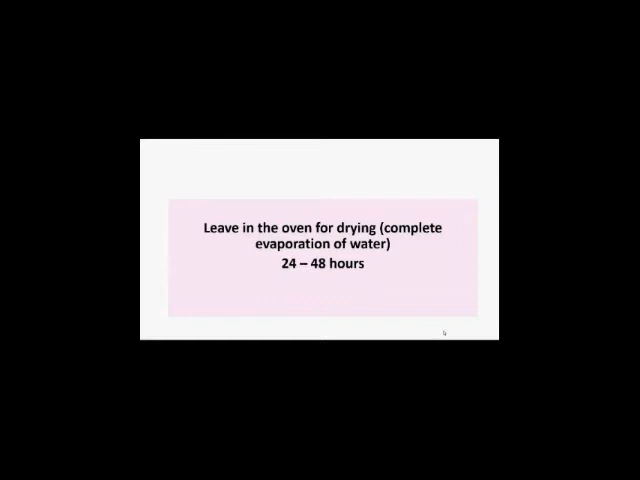 Leave in the oven for drying (complete
evaporation of water)
24 – 48 hours